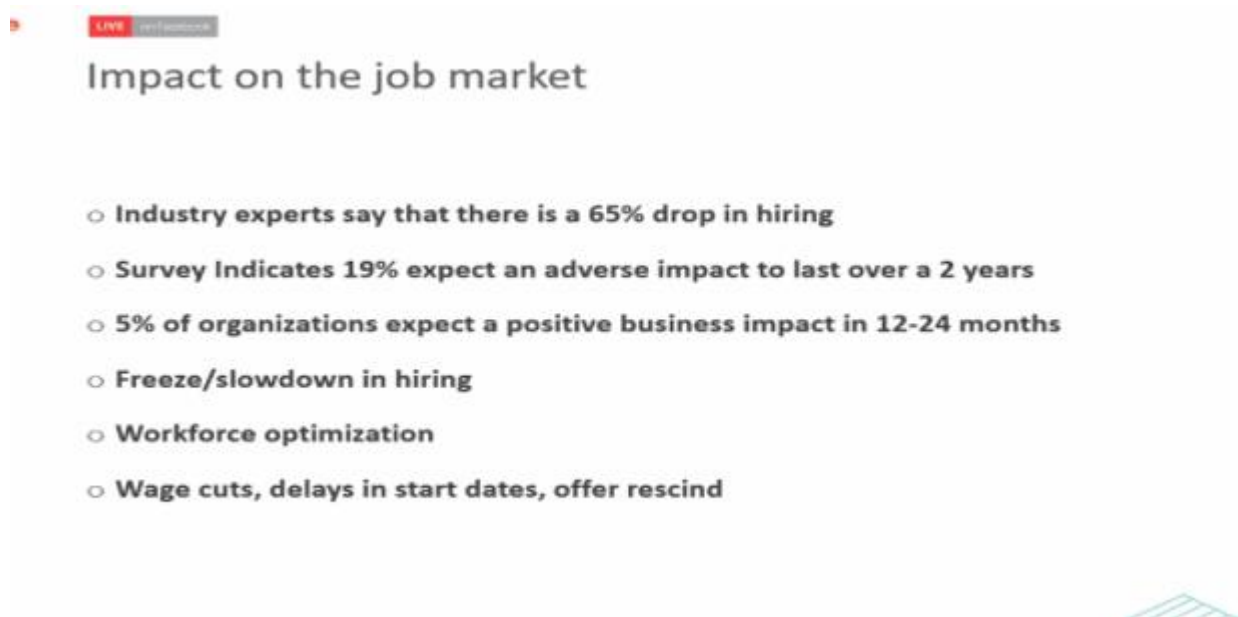 LIVE on facebook
Impact on the job market
Industry experts say that there is a 65% drop in hiring
Survey Indicates 19% expect an adverse impact to last over a 2 years
5% of organizations expect a positive business impact in 12-24 months
Freeze/slowdown in hiring
Workforce optimization
Wage cuts, delays in start dates, offer rescind